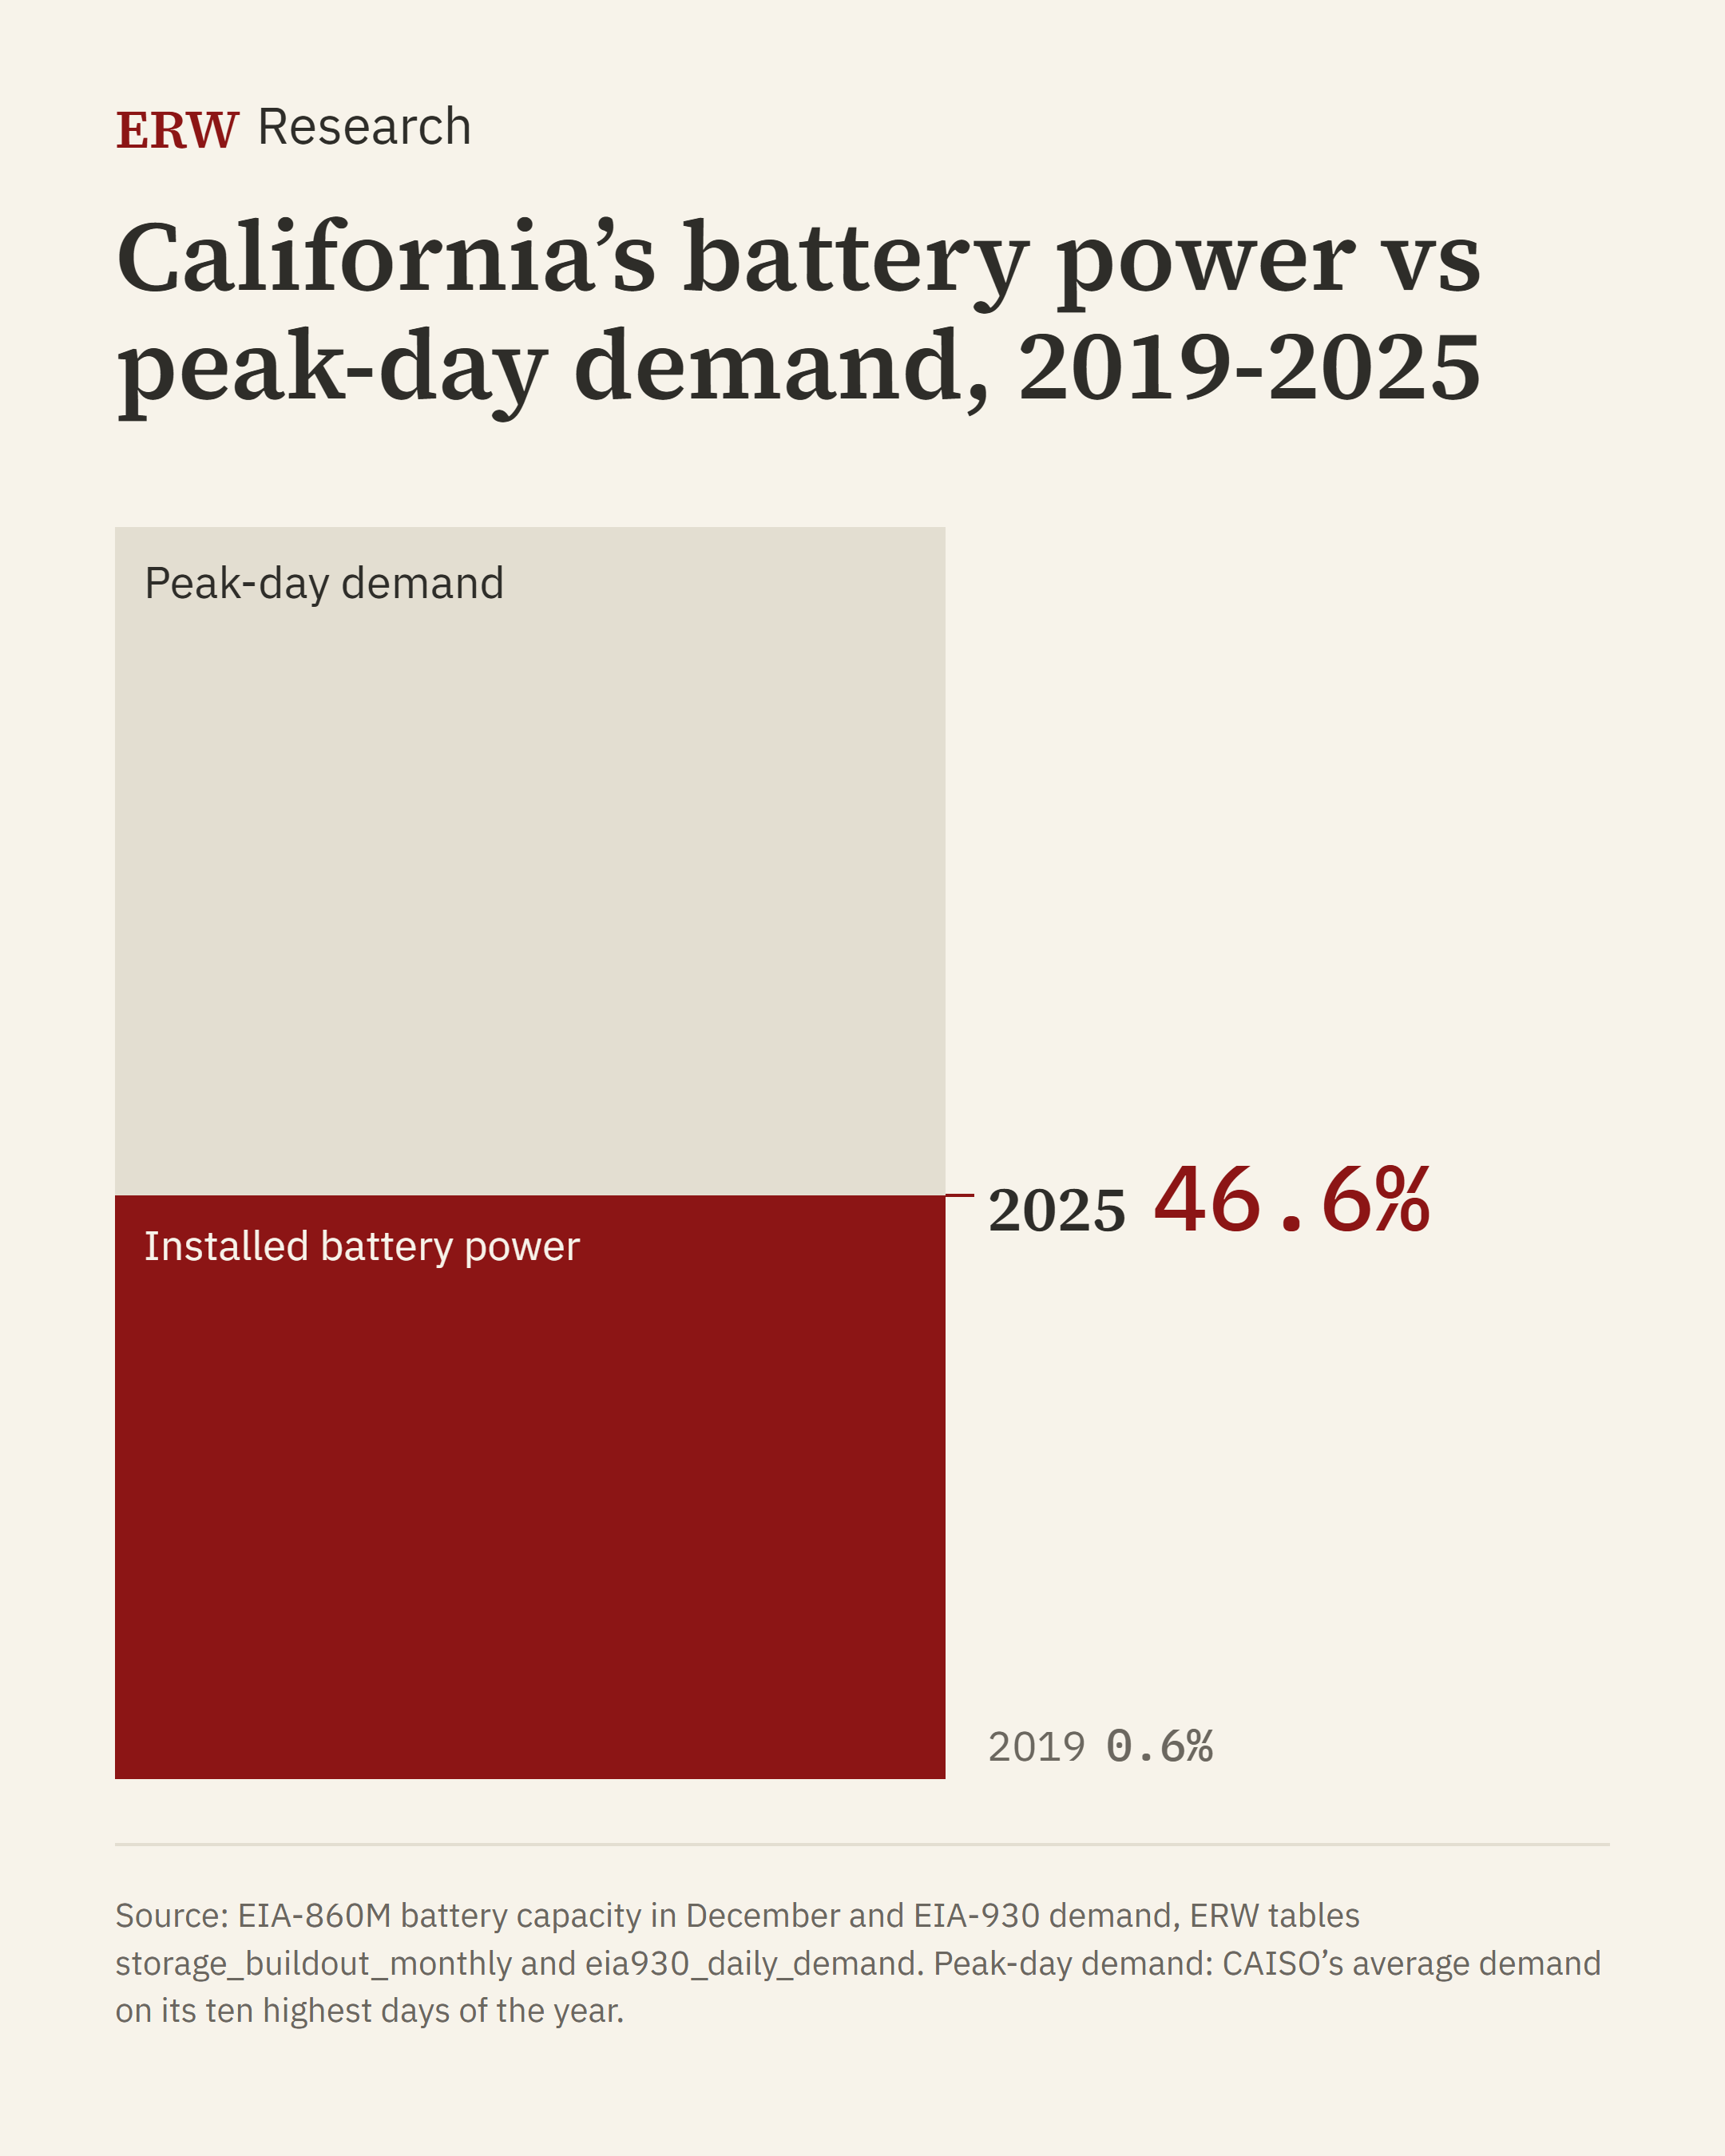 ERW Research
California’s battery power vs
peak-day demand, 2019-2025
Peak-day demand
2025 46.6%
Installed battery power
2019 0.6%
Source: EIA-860M battery capacity in December and EIA-930 demand, ERW tables
storage_buildout_monthly and eia930_daily_demand. Peak-day demand: CAISO’s average demand
on its ten highest days of the year.